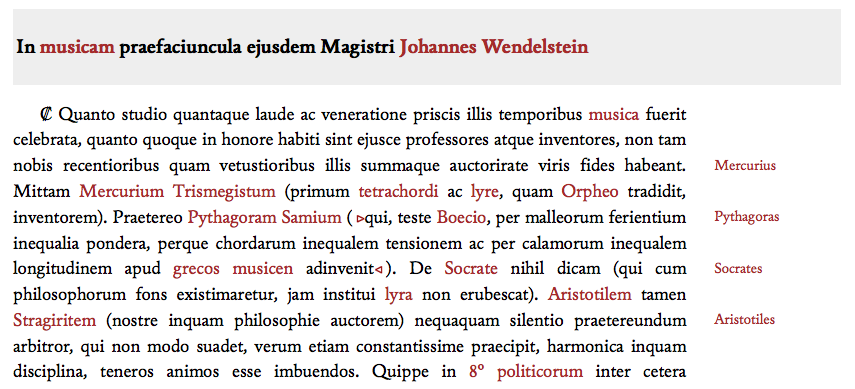 In musicam praefaciuncula ejusdem Magistri Johannes Wendelstein
₡ Quanto studio quantaque laude ac veneratione priscis illis temporibus musica fuerit
celebrata, quanto quoque in honore habiti sint ejusce professores atque inventores, non tam
nobis recentioribus quam vetustioribus illis summaque auctorirate viris fides habeant.
Mercurius
Mittam Mercurium Trismegistum (primum tetrachordi ac lyre, quam Orpheo tradidit,
inventorem). Praetereo Pythagoram Samium ( ▹qui, teste Boecio, per malleorum ferientium
Pythagoras
inequalia pondera, perque chordarum inequalem tensionem ac per calamorum inequalem
longitudinem apud grecos musicen adinvenit◃). De Socrate nihil dicam (qui cum
Socrates
philosophorum fons existimaretur, jam institui lyra non erubescat). Aristotilem tamen
Stragiritem (nostre inquam philosophie auctorem) nequaquam silentio praetereundum
Aristotiles
arbitror, qui non modo suadet, verum etiam constantissime praecipit, harmonica inquam
disciplina, teneros animos esse imbuendos. Quippe in 8º politicorum inter cetera